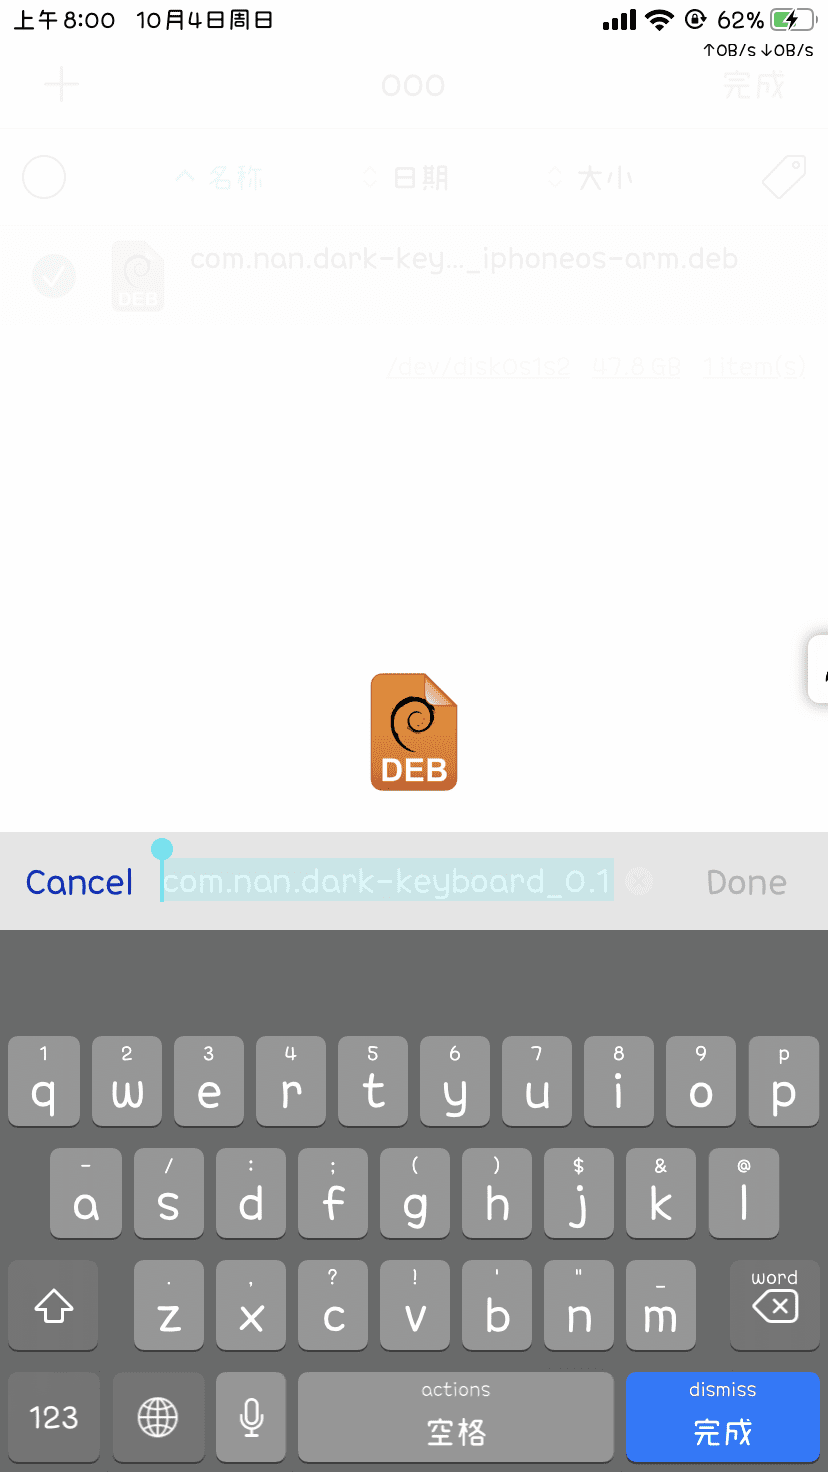 上午8:00 10月4日周日 62%
↑0B/s ↓0B/s
000 完成
名称 日期 大小
com.nan.dark-key..._iphoneos-arm.deb
DEB
/dev/disk0s1s2 47.8 GB 1 item(s)
DEB
Cancel com.nan.dark-keyboard_0.1 Done
1 2 3 4 5 6 7 8 9 p
q w e r t y u i o p
- / : ; ( ) $ & @
a s d f g h j k l
. , ? ! ' " _ word
z x c v b n m
actions dismiss
123 空格 完成